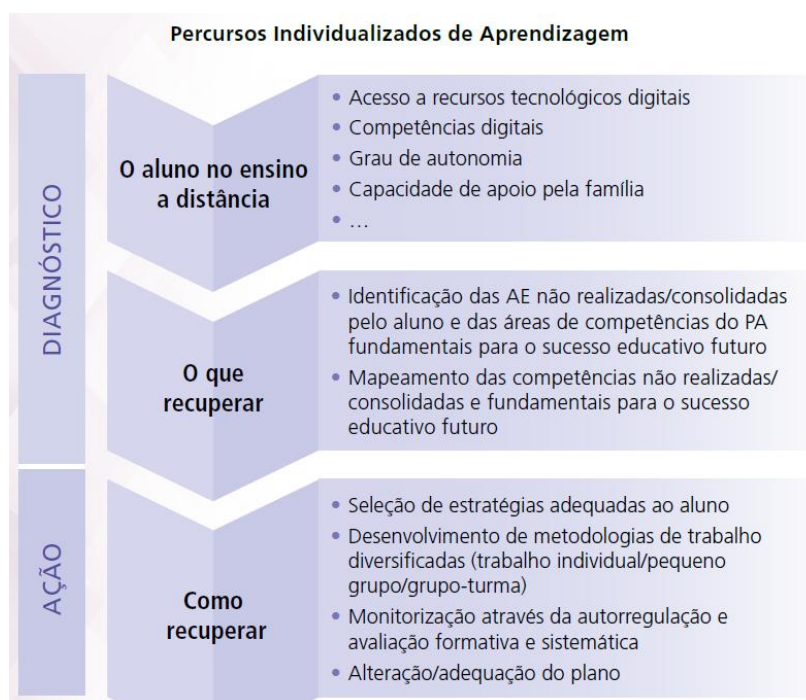 Percursos Individualizados de Aprendizagem
DIAGNÓSTICO
O aluno no ensino
a distância
• Acesso a recursos tecnológicos digitais
• Competências digitais
• Grau de autonomia
• Capacidade de apoio pela família
• ...
O que
recuperar
• Identificação das AE não realizadas/consolidadas
pelo aluno e das áreas de competências do PA
fundamentais para o sucesso educativo futuro
• Mapeamento das competências não realizadas/
consolidadas e fundamentais para o sucesso
educativo futuro
AÇÃO
Como
recuperar
• Seleção de estratégias adequadas ao aluno
• Desenvolvimento de metodologias de trabalho
diversificadas (trabalho individual/pequeno
grupo/grupo-turma)
• Monitorização através da autorregulação e
avaliação formativa e sistemática
• Alteração/adequação do plano